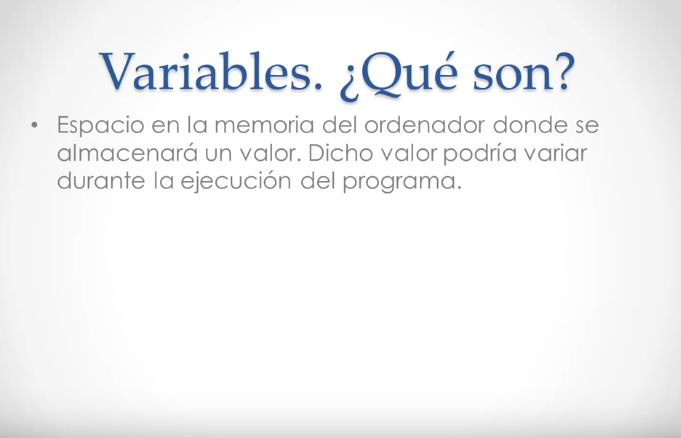 Variables. ¿Qué son?
• Espacio en la memoria del ordenador donde se
almacenará un valor. Dicho valor podría variar
durante la ejecución del programa.